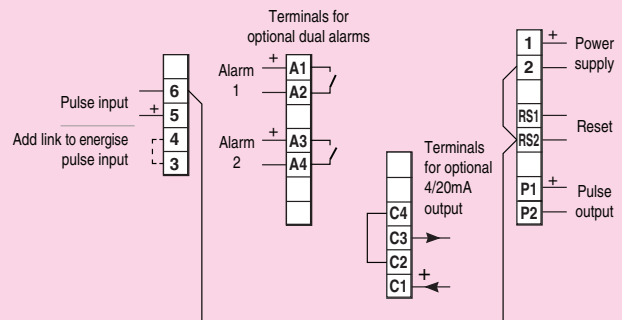 Terminals for
optional dual alarms
6
5
4
3
Pulse input
+
Add link to energise
pulse input
Alarm
1
+
A1
A2
Alarm
2
+
A3
A4
Terminals
for optional
4/20mA
output
C4
C3
C2
C1
+
1
2
+
Power
supply
RS1
RS2
Reset
P1
P2
+
Pulse
output